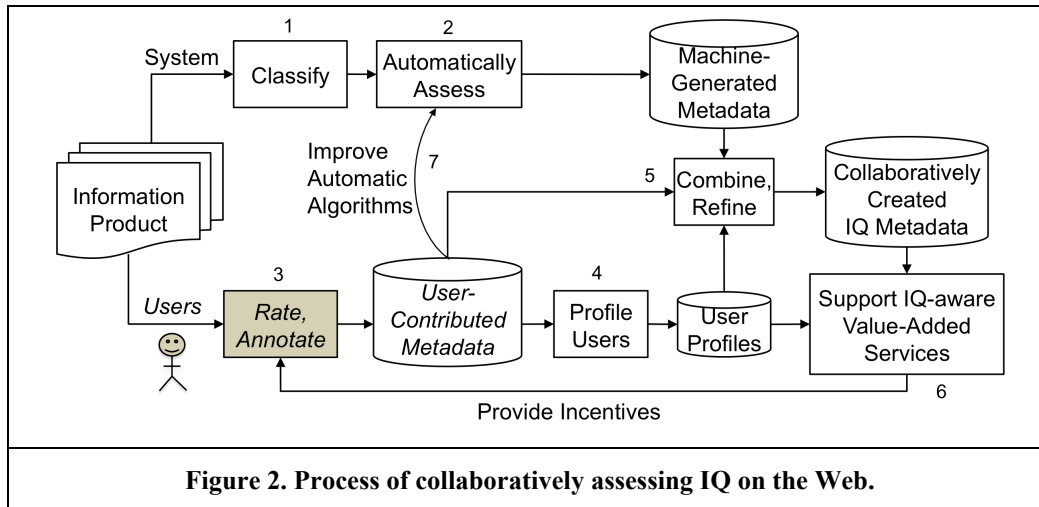 1
2
System
Classify
Automatically
Assess
Machine-
Generated
Metadata
Improve
Automatic
Algorithms
7
5
Combine,
Refine
Collaboratively
Created
IQ Metadata
Information
Product
Users
3
Rate,
Annotate
User-
Contributed
Metadata
4
Profile
Users
User
Profiles
Support IQ-aware
Value-Added
Services
6
Provide Incentives
Figure 2. Process of collaboratively assessing IQ on the Web.